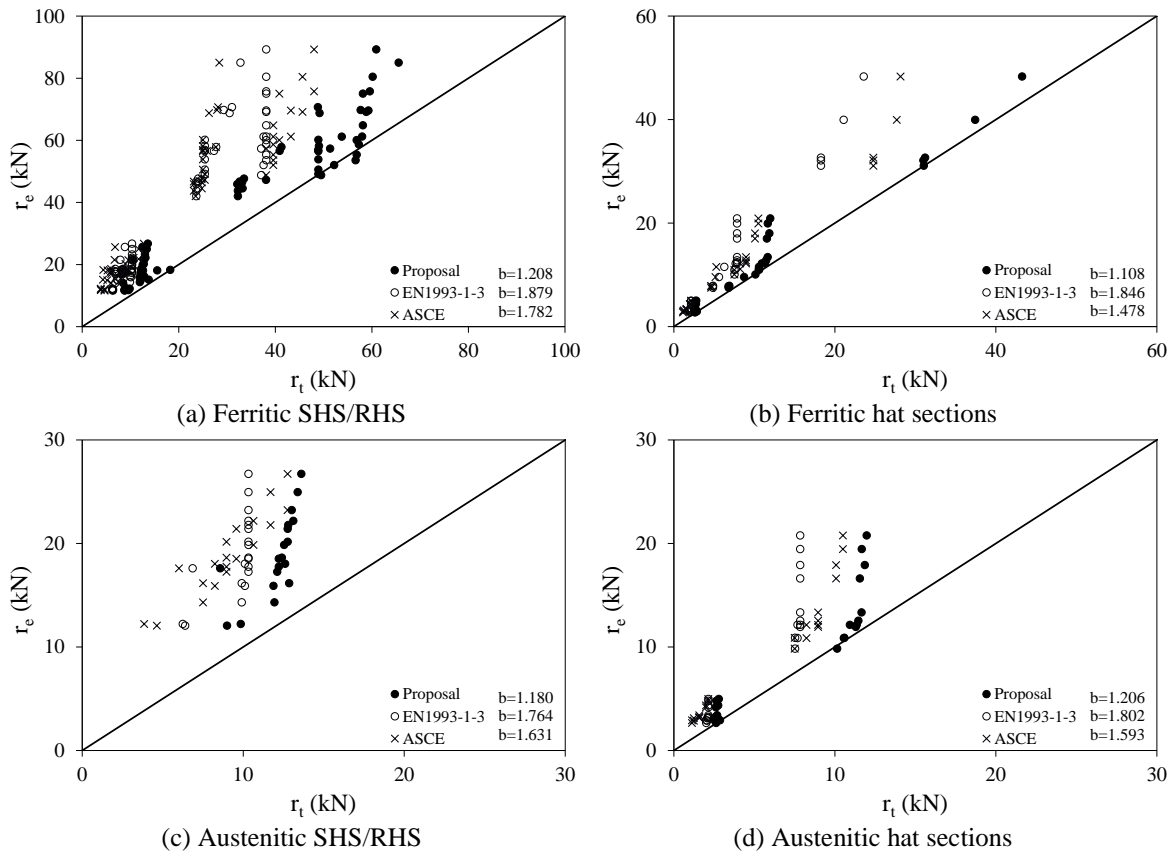 100
80
60
40
20
0
r_e (kN)
0 20 40 60 80 100
r_t (kN)
Proposal b=1.208
EN1993-1-3 b=1.879
ASCE b=1.782
(a) Ferritic SHS/RHS
60
40
20
0
r_e (kN)
0 20 40 60
r_t (kN)
Proposal b=1.108
EN1993-1-3 b=1.846
ASCE b=1.478
(b) Ferritic hat sections
30
20
10
0
r_e (kN)
0 10 20 30
r_t (kN)
Proposal b=1.180
EN1993-1-3 b=1.764
ASCE b=1.631
(c) Austenitic SHS/RHS
30
20
10
0
r_e (kN)
0 10 20 30
r_t (kN)
Proposal b=1.206
EN1993-1-3 b=1.802
ASCE b=1.593
(d) Austenitic hat sections